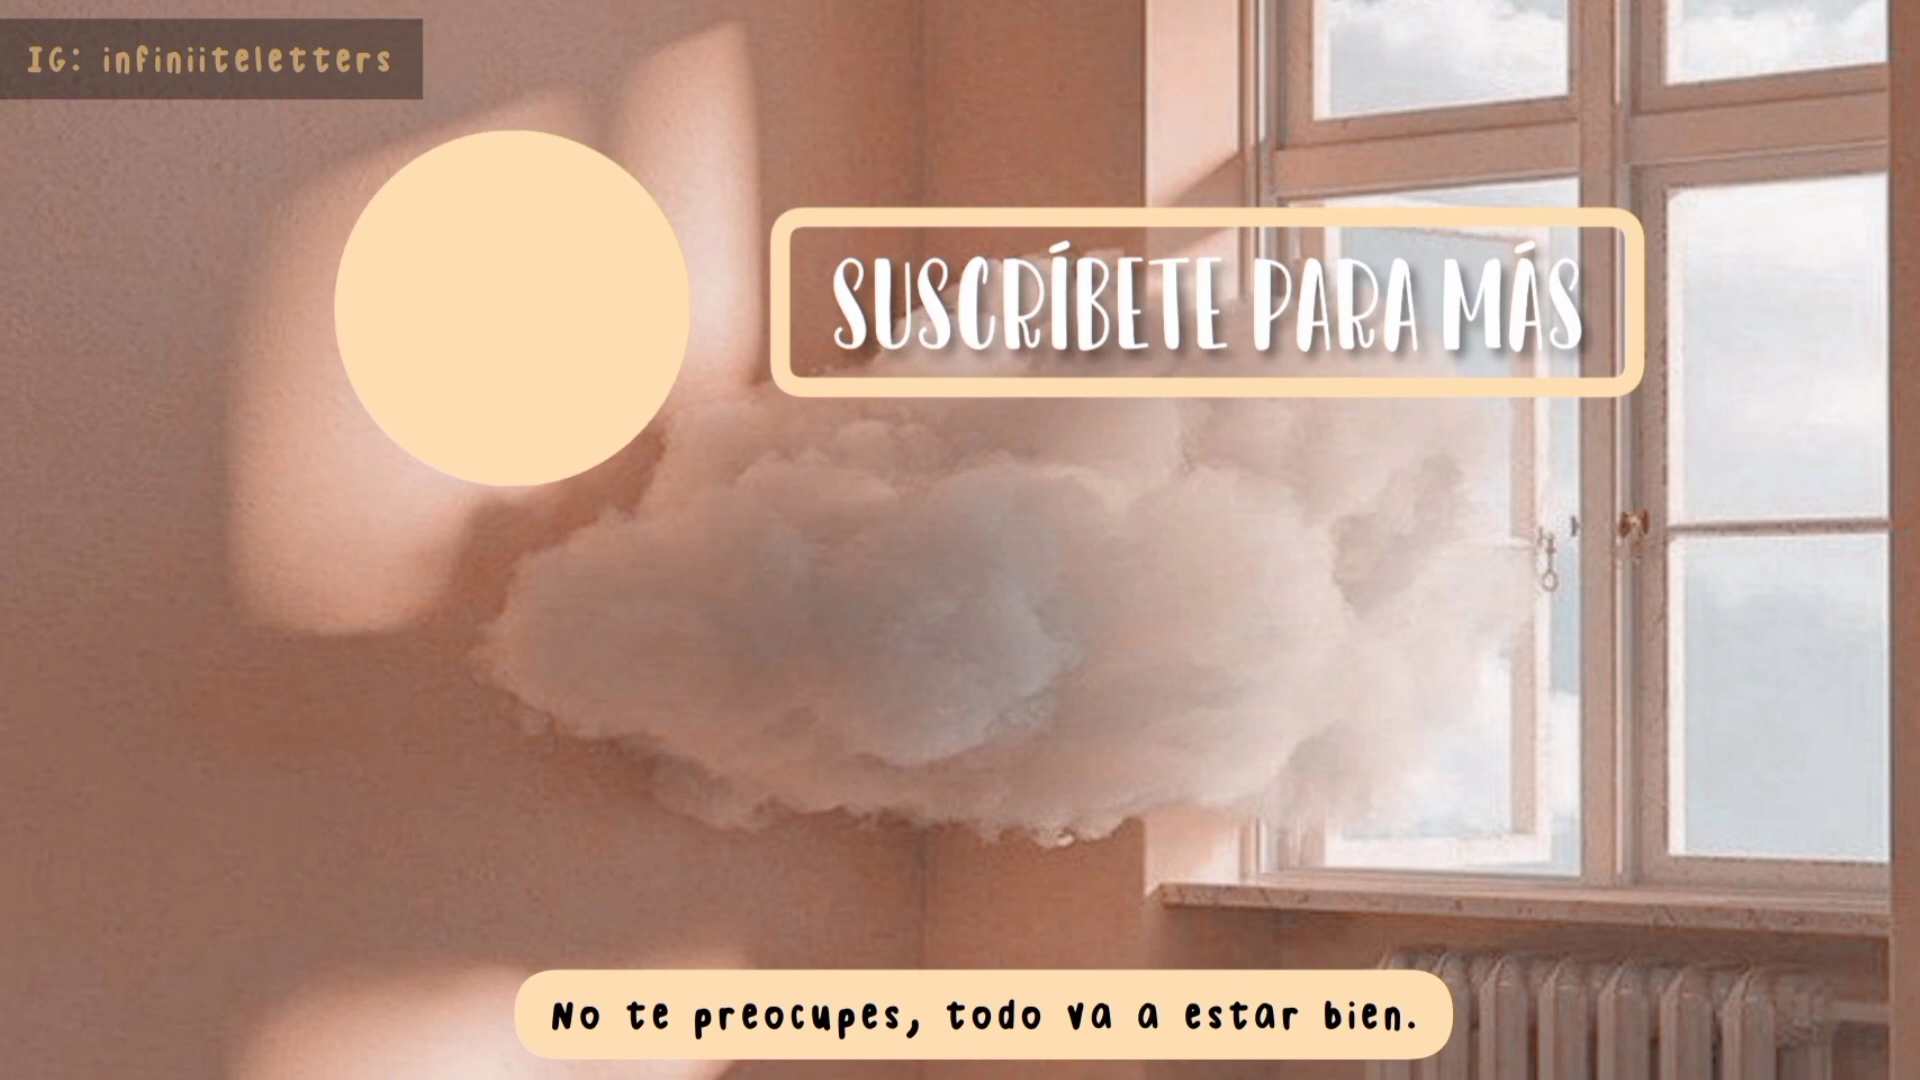 IG: infiniiteletters
SUSCRÍBETE PARA MÁS
No te preocupes, todo va a estar bien.